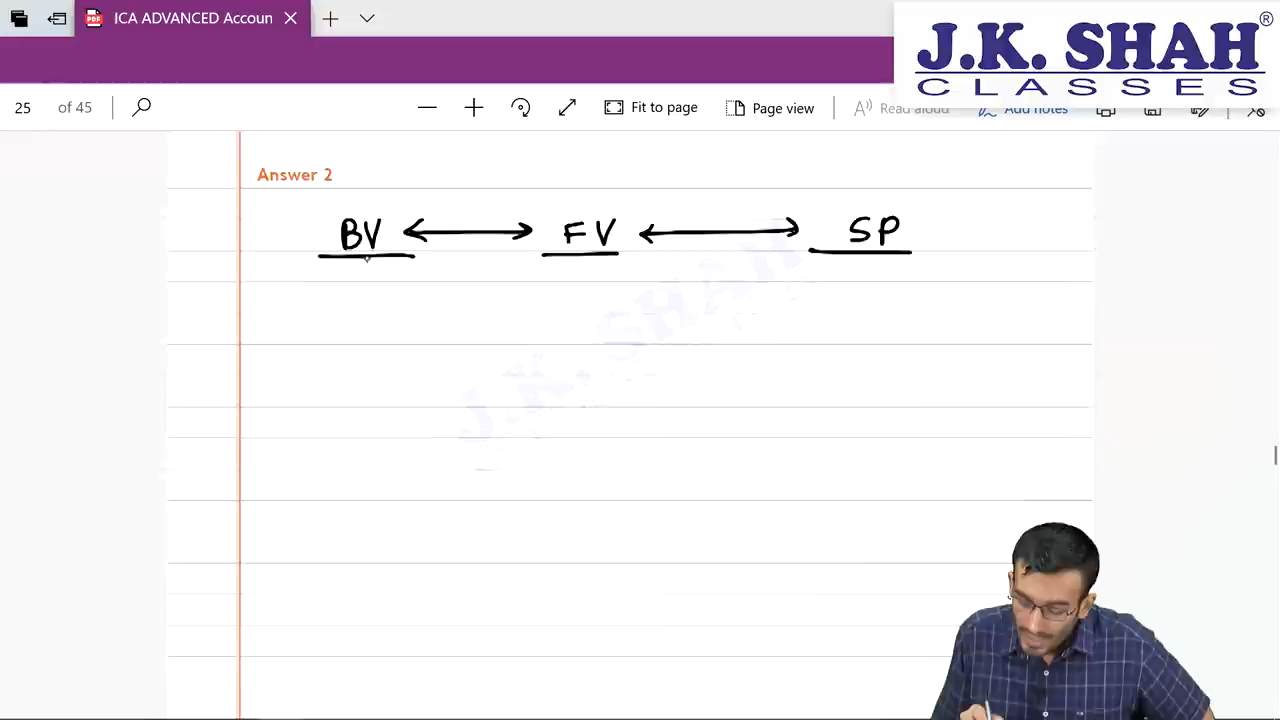 ICA ADVANCED Accoun
J.K. SHAH®
CLASSES
25 of 45 Fit to page Page view Read aloud Add notes
Answer 2
BV FV SP
J.K. SHAH